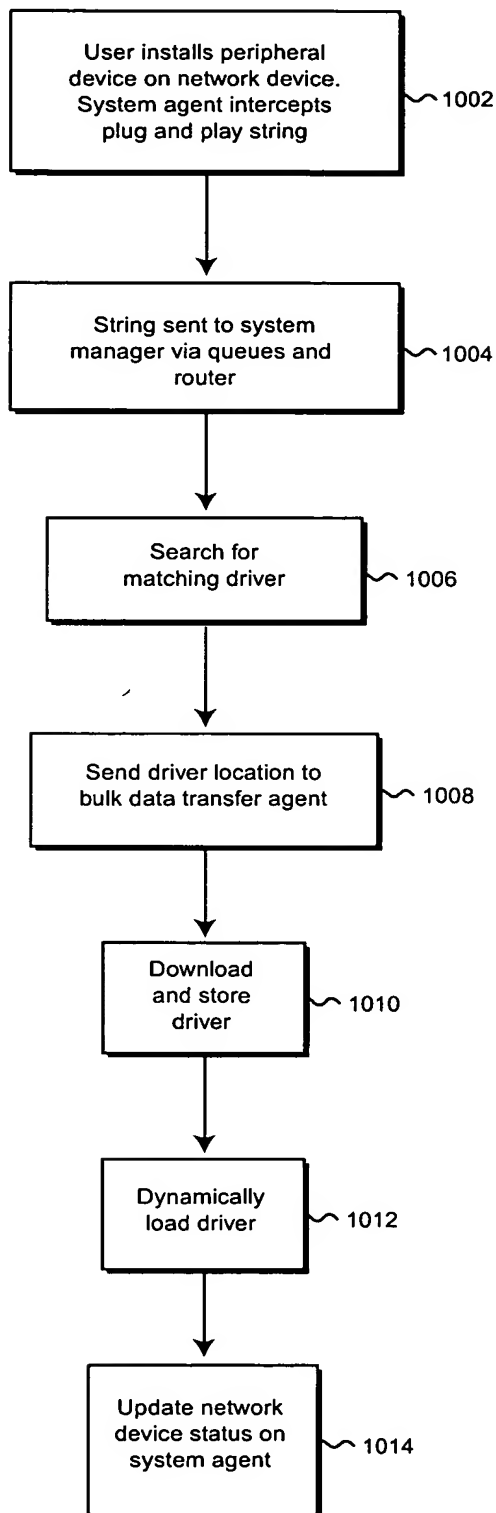 User installs peripheral
device on network device.
System agent intercepts
plug and play string
1002
String sent to system
manager via queues and
router
1004
Search for
matching driver
1006
Send driver location to
bulk data transfer agent
1008
Download
and store
driver
1010
Dynamically
load driver
1012
Update network
device status on
system agent
1014